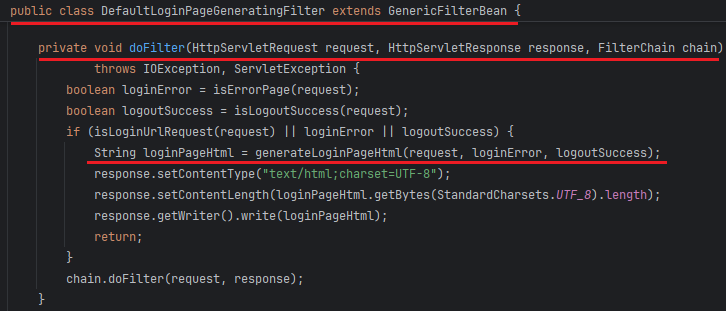 public class DefaultLoginPageGeneratingFilter extends GenericFilterBean {
private void doFilter(HttpServletRequest request, HttpServletResponse response, FilterChain chain)
throws IOException, ServletException {
boolean loginError = isErrorPage(request);
boolean logoutSuccess = isLogoutSuccess(request);
if (isLoginUrlRequest(request) || loginError || logoutSuccess) {
String loginPageHtml = generateLoginPageHtml(request, loginError, logoutSuccess);
response.setContentType("text/html;charset=UTF-8");
response.setContentLength(loginPageHtml.getBytes(StandardCharsets.UTF_8).length);
response.getWriter().write(loginPageHtml);
return;
}
chain.doFilter(request, response);
}